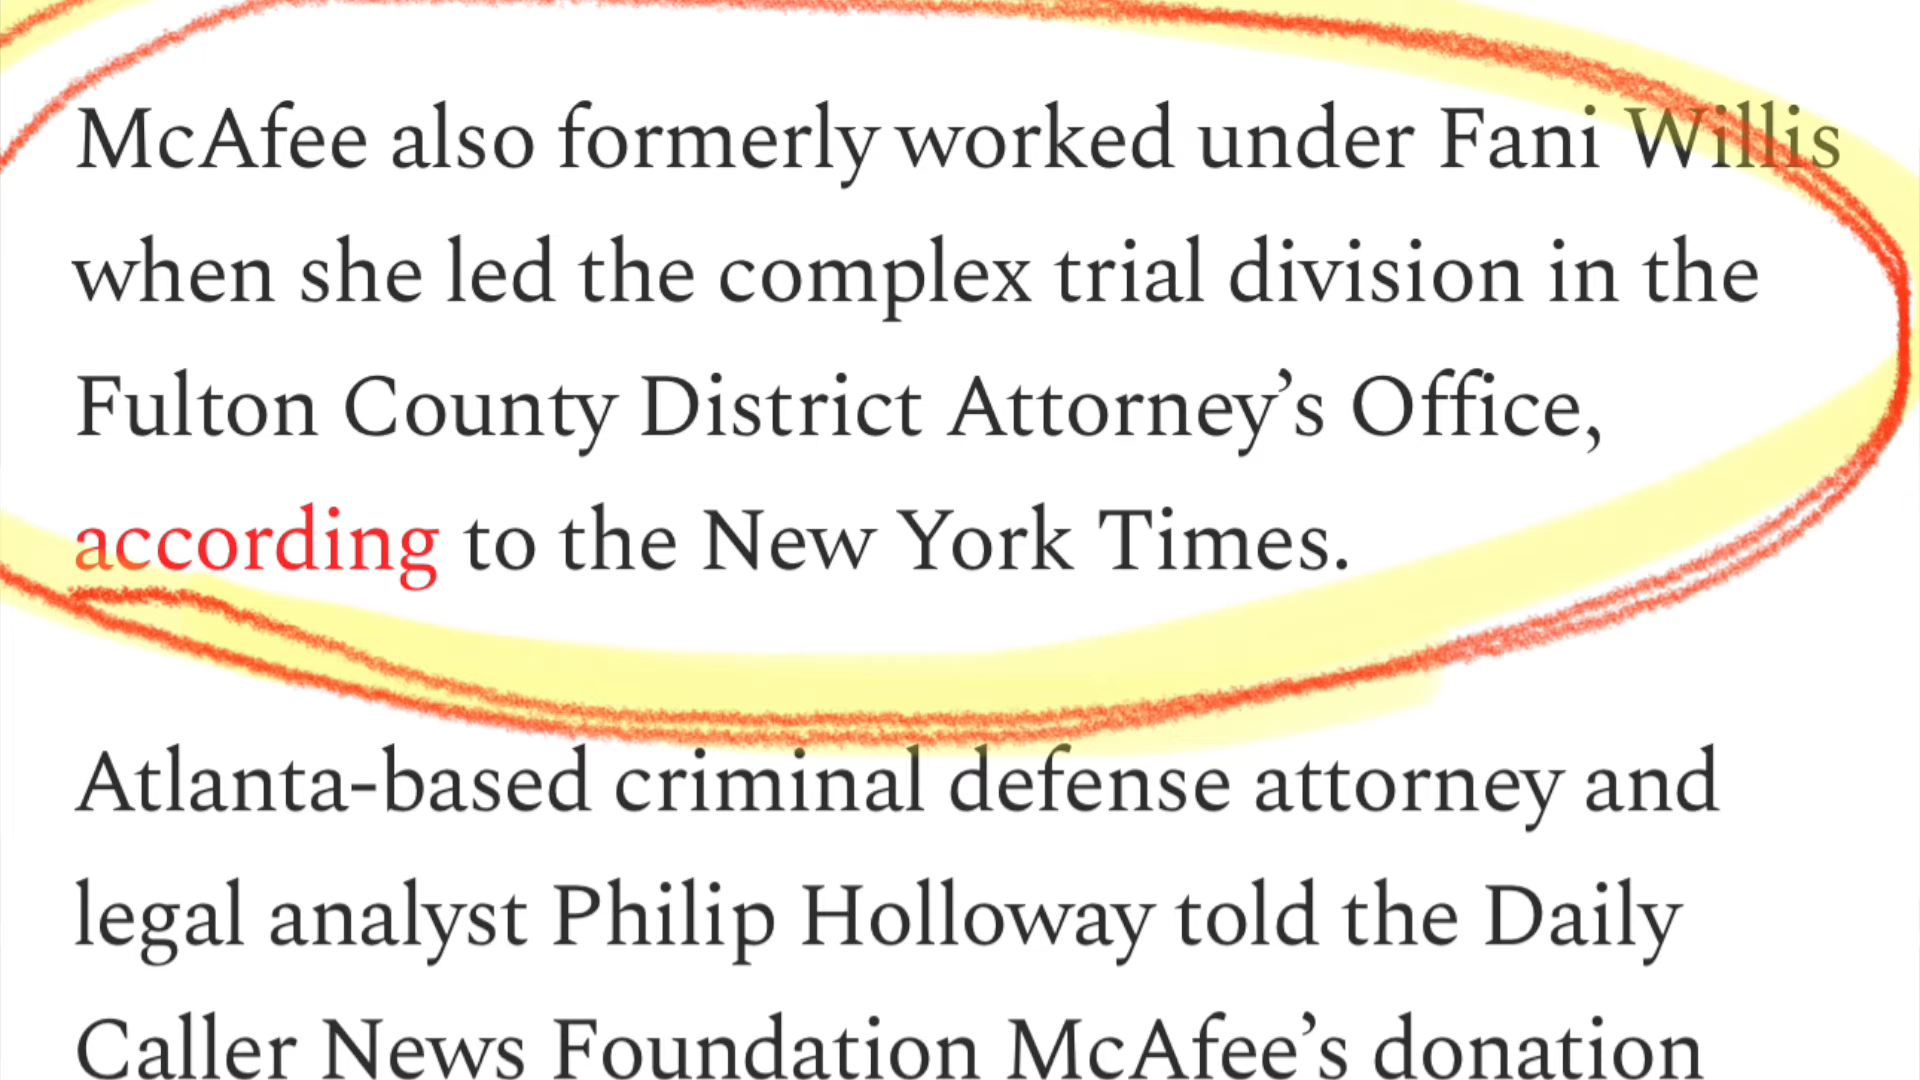 McAfee also formerly worked under Fani Willis
when she led the complex trial division in the
Fulton County District Attorney’s Office,
according to the New York Times.
Atlanta-based criminal defense attorney and
legal analyst Philip Holloway told the Daily
Caller News Foundation McAfee’s donation